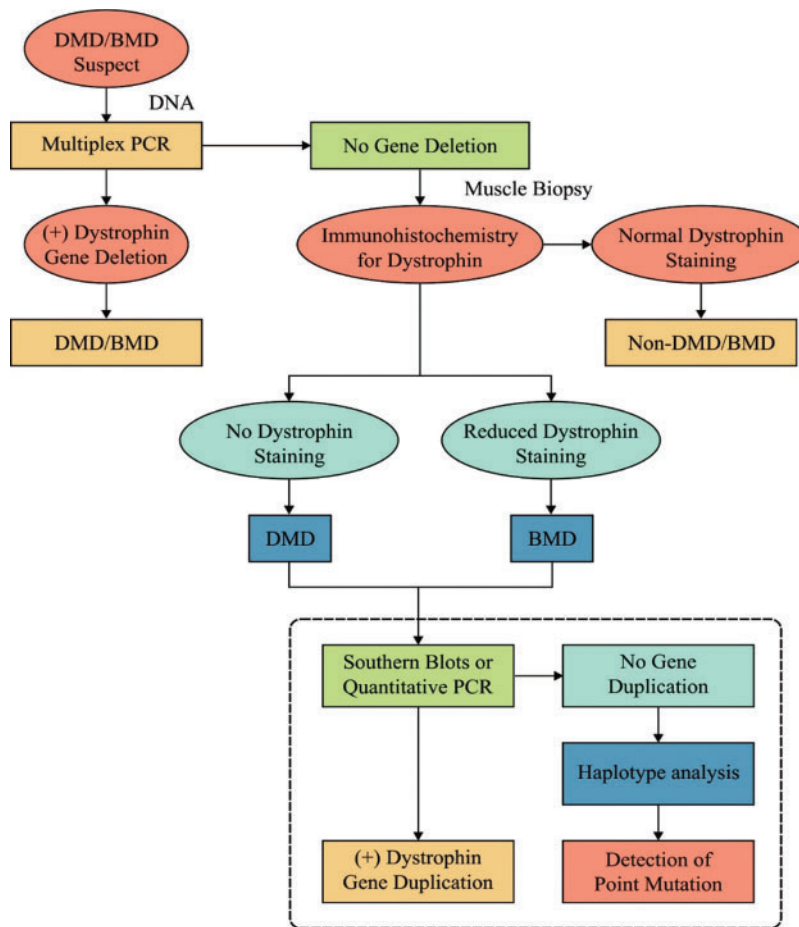 DMD/BMD
Suspect
DNA
Multiplex PCR
No Gene Deletion
Muscle Biopsy
(+) Dystrophin
Gene Deletion
Immunohistochemistry
for Dystrophin
Normal Dystrophin
Staining
DMD/BMD
Non-DMD/BMD
No Dystrophin
Staining
Reduced Dystrophin
Staining
DMD
BMD
Southern Blots or
Quantitative PCR
No Gene
Duplication
Haplotype analysis
(+) Dystrophin
Gene Duplication
Detection of
Point Mutation